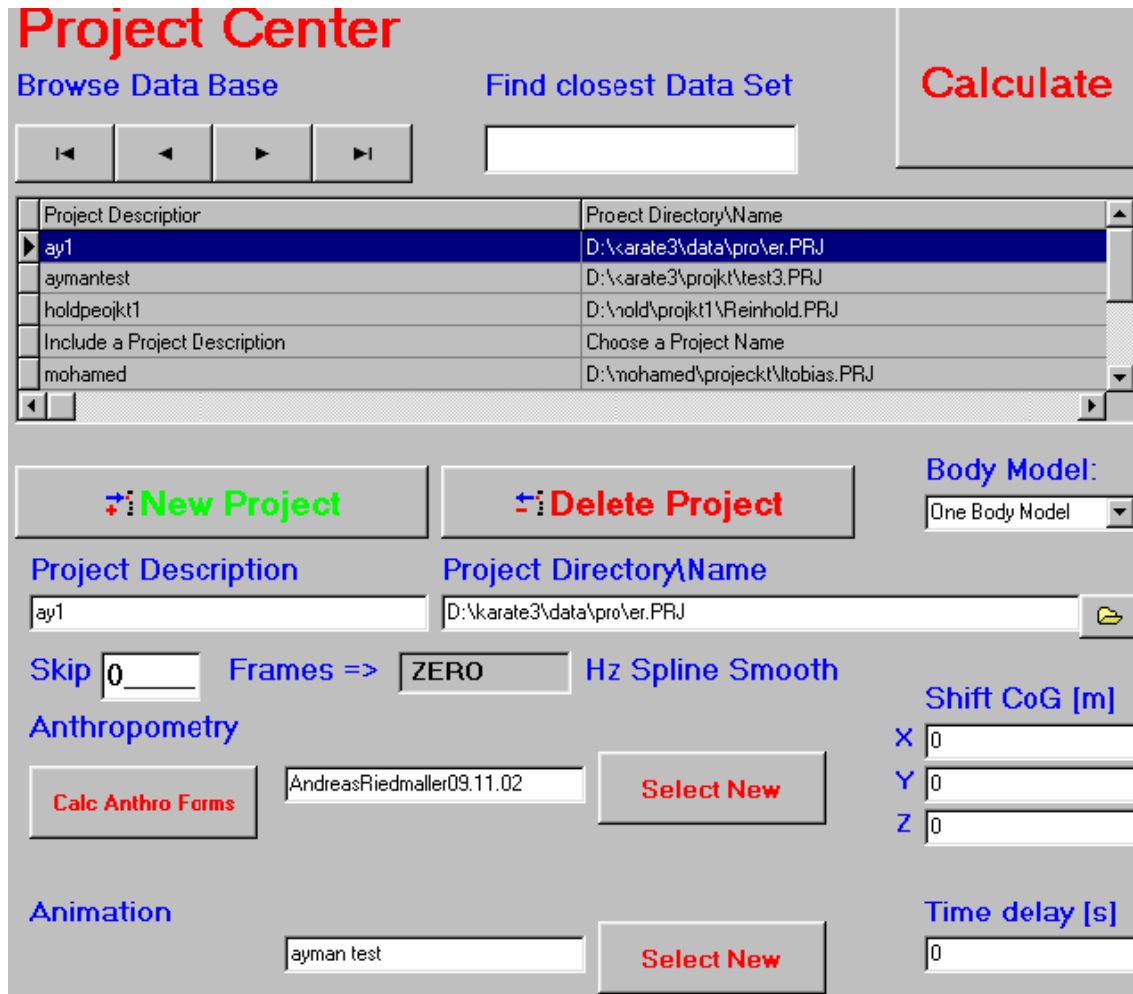 Project Center
Calculate
Browse Data Base
Find closest Data Set
Project Description
Proect Directory\Name
ay1
D:\karate3\data\pro\er.PRJ
aymantest
D:\karate3\projkt\test3.PRJ
holdpeojkt1
D:\hold\projkt1\Reinhold.PRJ
Include a Project Description
Choose a Project Name
mohamed
D:\mohamed\projeckt\ltobias.PRJ
New Project
Delete Project
Body Model:
One Body Model
Project Description
Project Directory\Name
ay1
D:\karate3\data\pro\er.PRJ
Skip 0_____ Frames => ZERO Hz Spline Smooth
Shift CoG [m]
Anthropometry
X 0
Calc Anthro Forms
AndreasRiedmaller09.11.02
Select New
Y 0
Z 0
Animation
Time delay [s]
ayman test
Select New
0